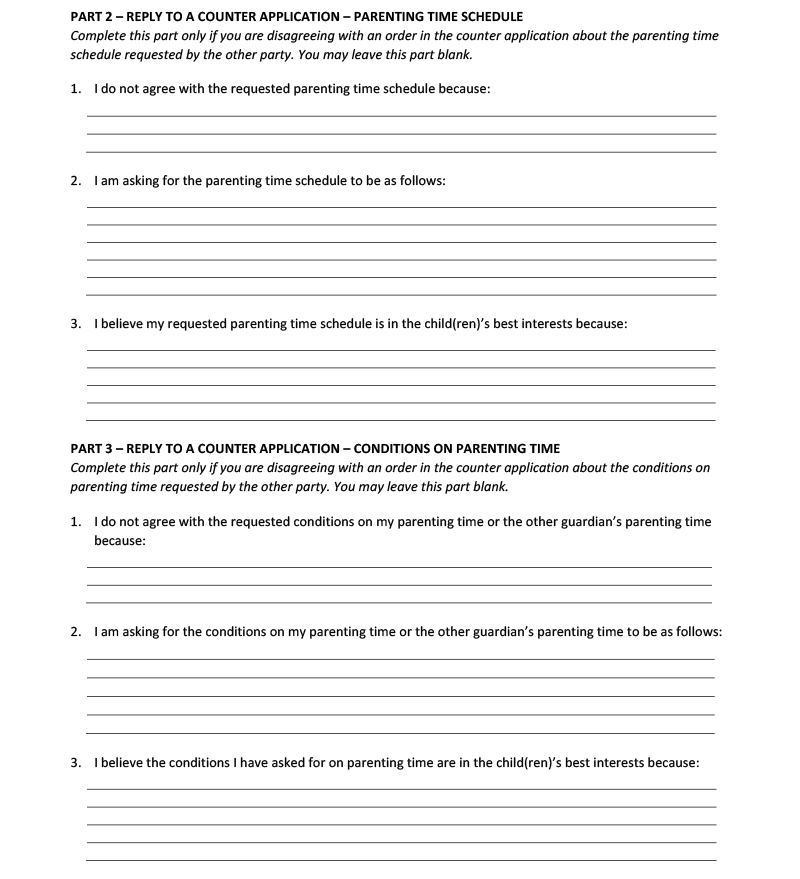 PART 2 – REPLY TO A COUNTER APPLICATION – PARENTING TIME SCHEDULE
Complete this part only if you are disagreeing with an order in the counter application about the parenting time
schedule requested by the other party. You may leave this part blank.
1. I do not agree with the requested parenting time schedule because:
2. I am asking for the parenting time schedule to be as follows:
3. I believe my requested parenting time schedule is in the child(ren)’s best interests because:
PART 3 – REPLY TO A COUNTER APPLICATION – CONDITIONS ON PARENTING TIME
Complete this part only if you are disagreeing with an order in the counter application about the conditions on
parenting time requested by the other party. You may leave this part blank.
1. I do not agree with the requested conditions on my parenting time or the other guardian’s parenting time
because:
2. I am asking for the conditions on my parenting time or the other guardian’s parenting time to be as follows:
3. I believe the conditions I have asked for on parenting time are in the child(ren)’s best interests because: